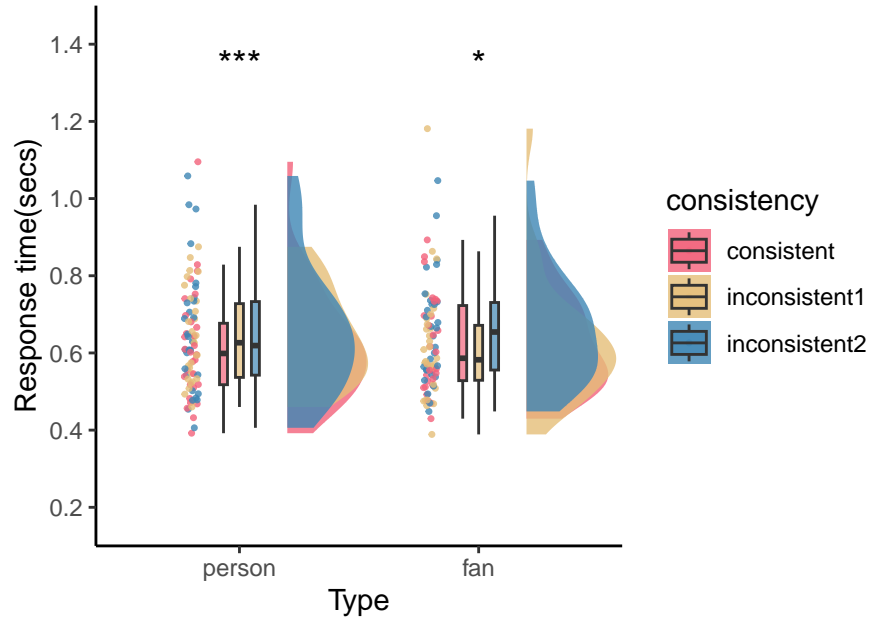 Response time(secs)
1.4
1.2
1.0
0.8
0.6
0.4
0.2
***
*
person
fan
Type
consistency
consistent
inconsistent1
inconsistent2